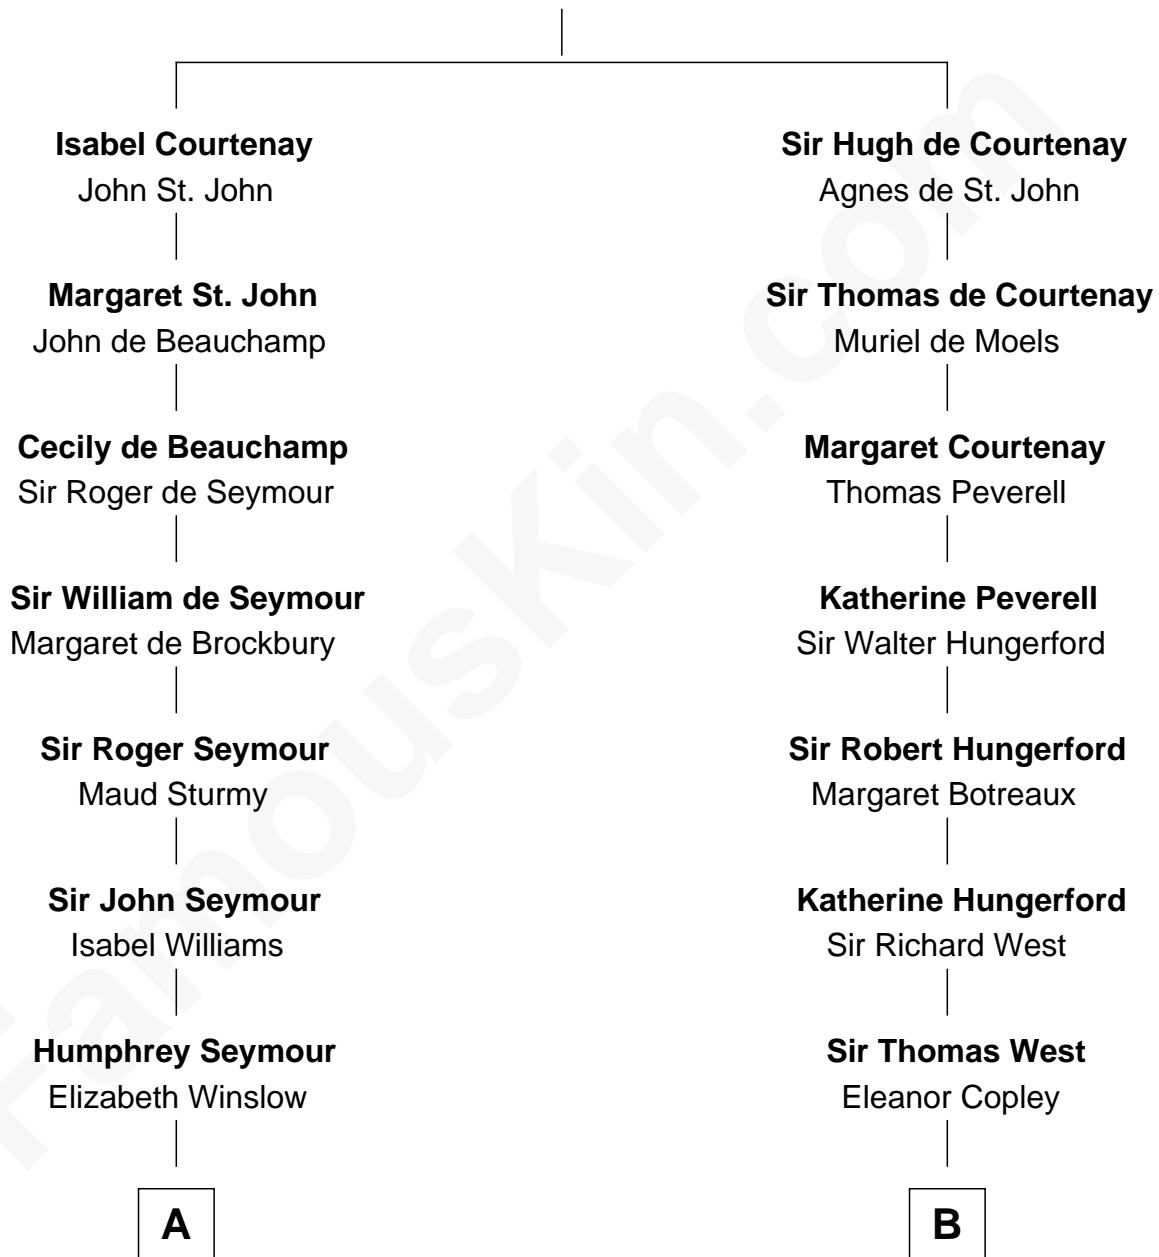 Isabel Courtenay
John St. John
Sir Hugh de Courtenay
Agnes de St. John
Margaret St. John
John de Beauchamp
Sir Thomas de Courtenay
Muriel de Moels
Cecily de Beauchamp
Sir Roger de Seymour
Margaret Courtenay
Thomas Peverell
Sir William de Seymour
Margaret de Brockbury
Katherine Peverell
Sir Walter Hungerford
Sir Roger Seymour
Maud Sturmy
Sir Robert Hungerford
Margaret Botreaux
Sir John Seymour
Isabel Williams
Katherine Hungerford
Sir Richard West
Humphrey Seymour
Elizabeth Winslow
Sir Thomas West
Eleanor Copley
A
B
FamousKin.com